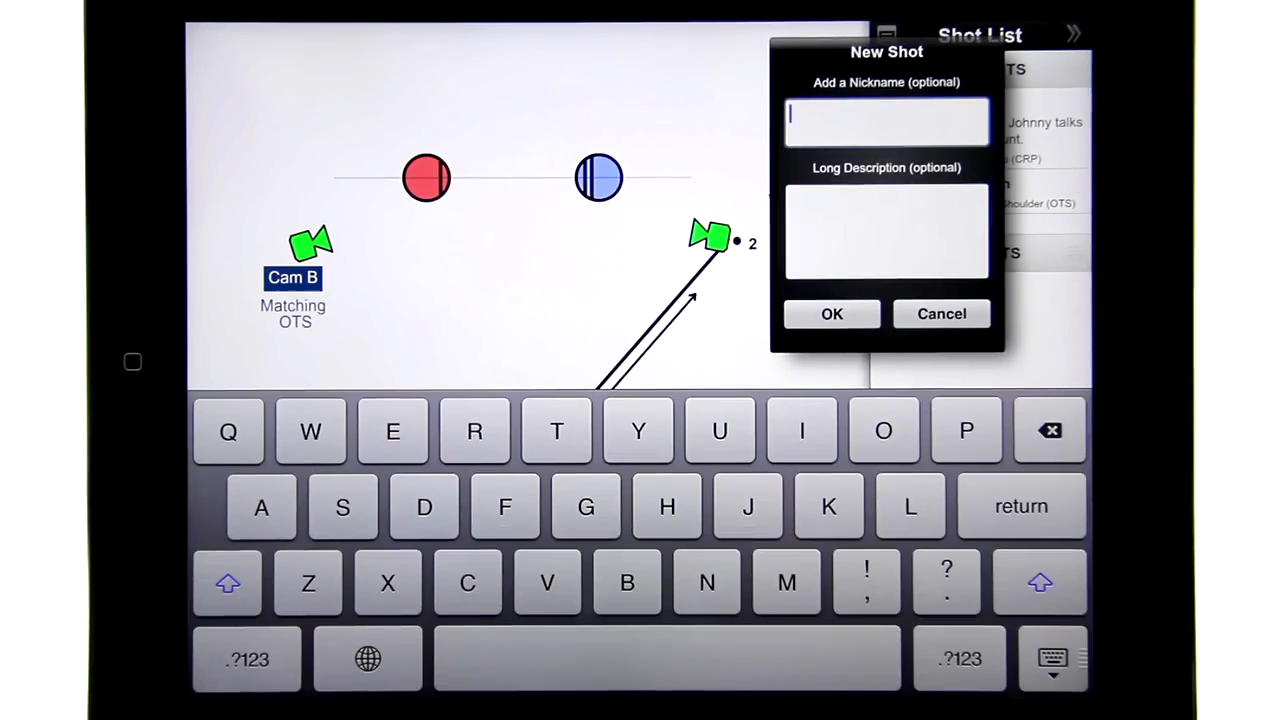 Shot List
New Shot
Add a Nickname (optional)
Long Description (optional)
OK
Cancel
TS
Johnny talks
unt.
(CRP)
n
Shoulder (OTS)
TS
2
Cam B
Matching
OTS
Q W E R T Y U I O P
A S D F G H J K L return
Z X C V B N M ! , ? .
.?123 .?123